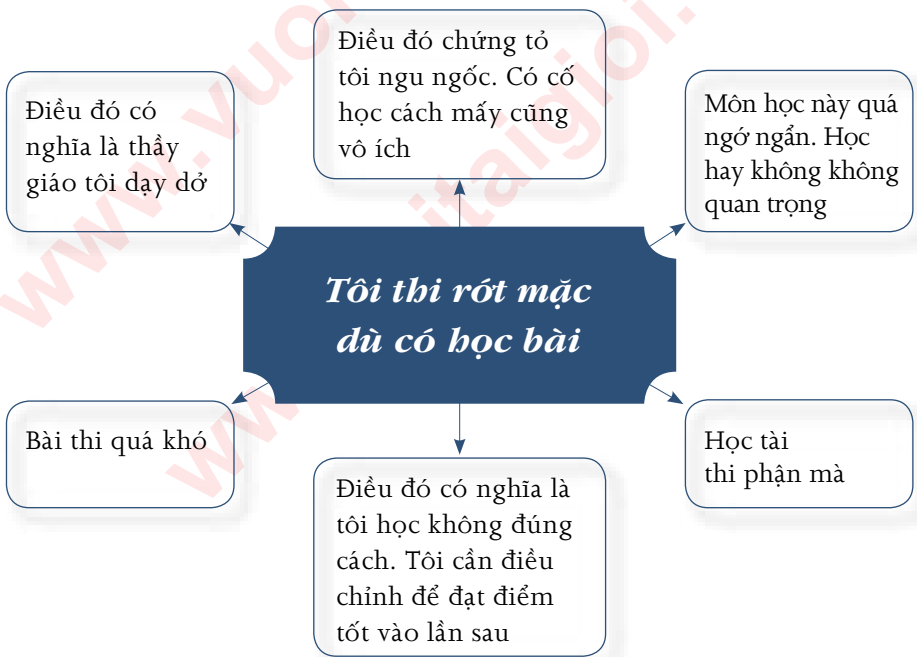 Điều đó chứng tỏ
tôi ngu ngốc. Có cố
học cách mấy cũng
vô ích
Điều đó có
nghĩa là thầy
giáo tôi dạy dở
Môn học này quá
ngớ ngẩn. Học
hay không không
quan trọng
Tôi thi rớt mặc
dù có học bài
Bài thi quá khó
Học tài
thi phận mà
Điều đó có nghĩa là
tôi học không đúng
cách. Tôi cần điều
chỉnh để đạt điểm
tốt vào lần sau